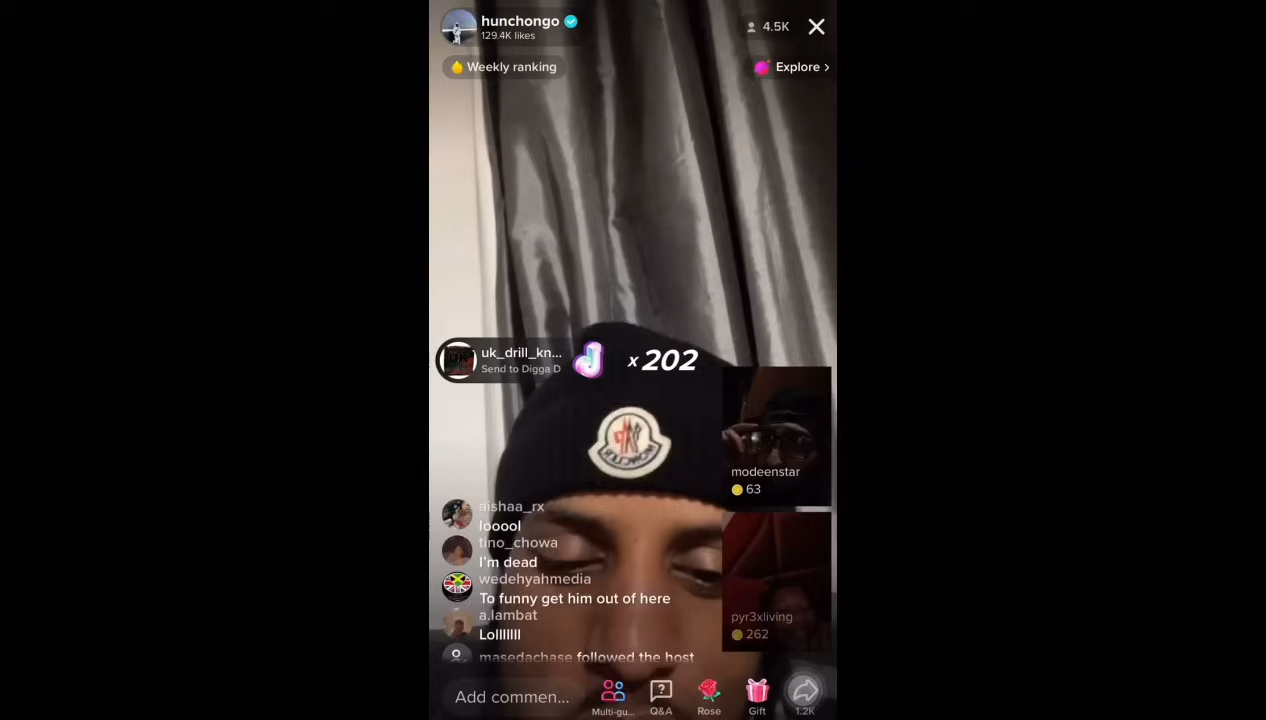 hunchongo
129.4K likes
4.5K
Weekly ranking
Explore >
uk_drill_kn...
Send to Digga D
x 202
MONCLER
modeenstar
63
aishaa_rx
looool
tino_chowa
I'm dead
wedehyahmedia
To funny get him out of here
a.lambat
Lolllllll
masedachase followed the host
pyr3xliving
262
Add commen...
Multi-gu...
Q&A
Rose
Gift
1.2K